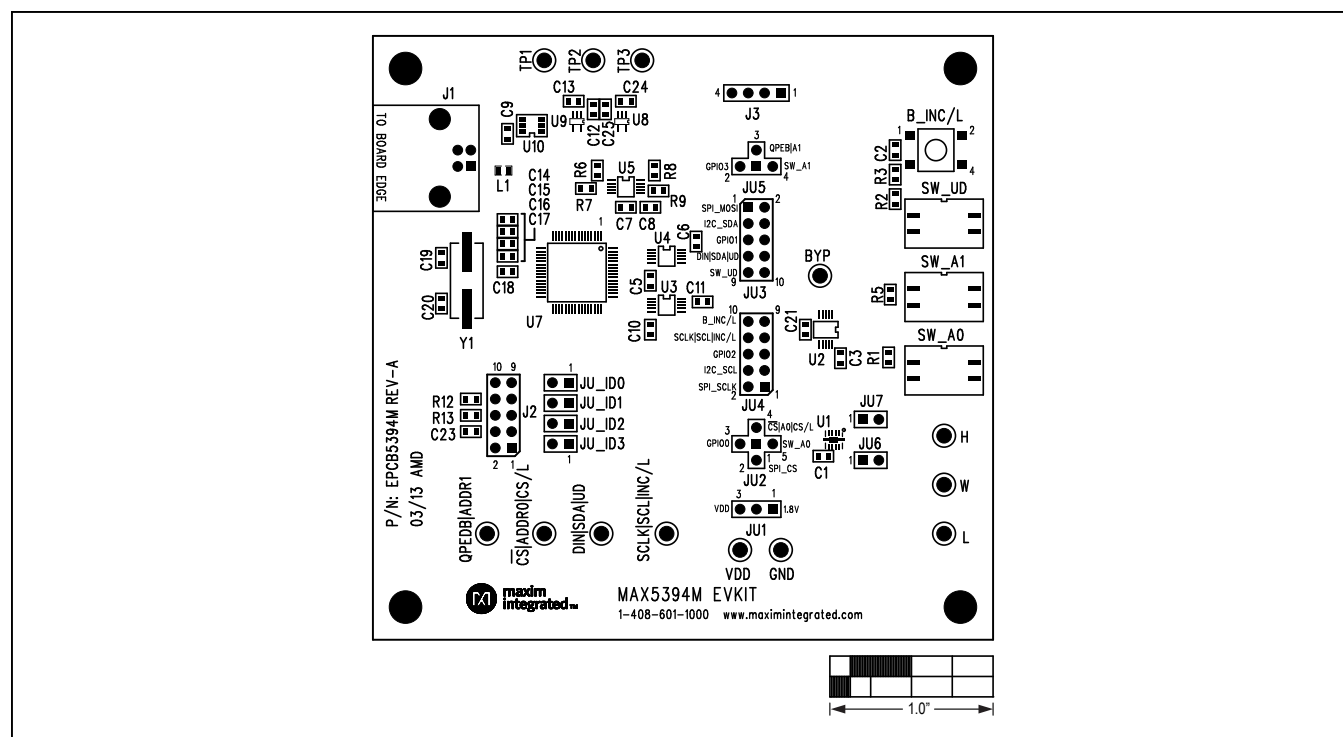 TP1
TP2
TP3
C13
C24
J1
C9
U9
U8
U10
C12
C25
4
1
J3
B_INC/L
1
2
4
C2
R3
R2
TO BOARD EDGE
3
QPEB|A1
GPIO3
SW_A1
2
4
JU5
L1
R6
U5
R8
R7
R9
C7
C8
C14
C15
C16
C17
1
SPI_MOSI
1
2
I2C_SDA
GPIO1
DIN|SDA|UD
SW_UD
9
10
JU3
SW_UD
C6
U4
BYP
SW_A1
R5
C19
C20
C18
C5
U3
C11
C10
U7
Y1
10
9
B_INC/L
SCLK|SCL|INC/L
GPIO2
I2C_SCL
SPI_SCLK
2
1
JU4
C21
U2
C3
R1
SW_A0
10
9
1
JU_ID0
JU_ID1
JU_ID2
JU_ID3
1
R12
R13
C23
J2
2
1
4
CS|A0|CS/L
3
GPIO0
SW_A0
2
1
5
SPI_CS
JU2
U1
C1
JU7
1
JU6
1
H
W
L
P/N: EPCB5394M REV-A
03/13 AMD
QPEDB|ADDR1
CS|ADDR0|CS/L
DIN|SDA|UD
SCLK|SCL|INC/L
3
1
VDD
1.8V
JU1
VDD
GND
maxim
integrated™
MAX5394M EVKIT
1-408-601-1000 www.maximintegrated.com
1.0"